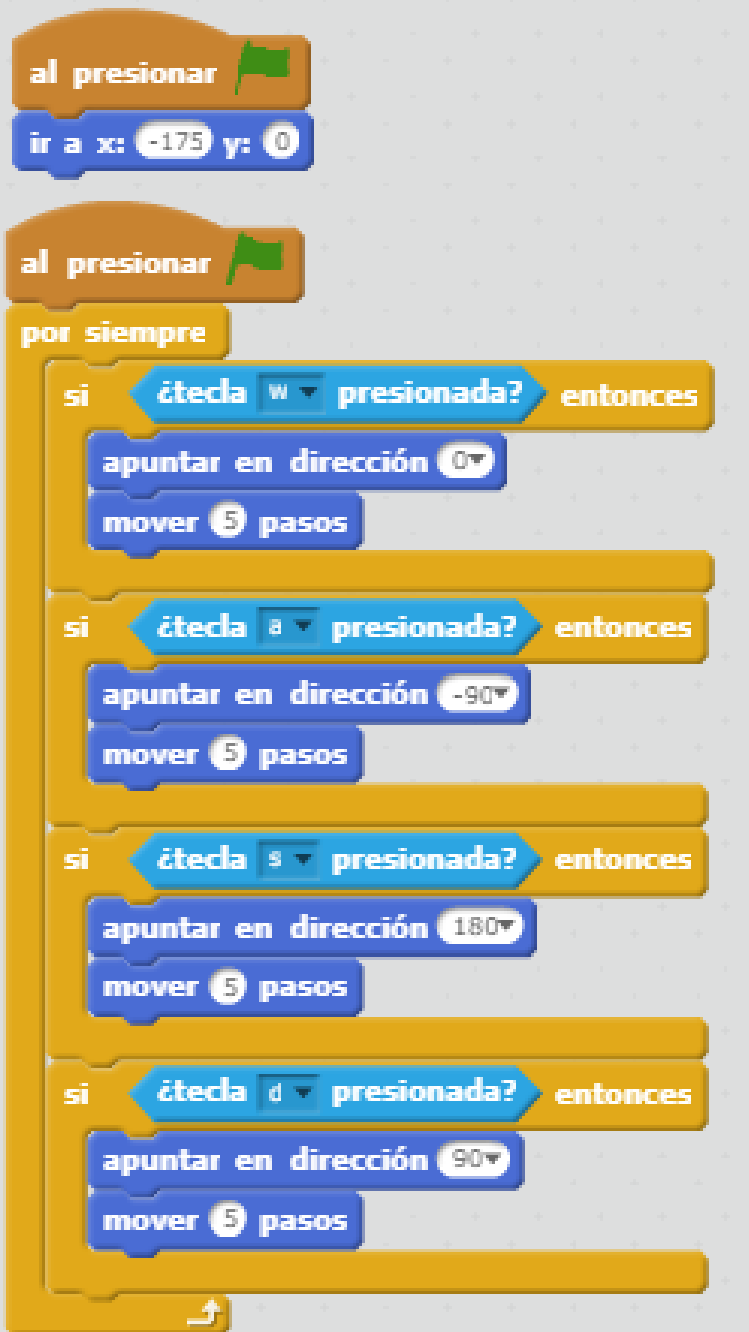 al presionar
ir a x: -175 y: 0
al presionar
por siempre
si ¿tecla w presionada? entonces
apuntar en dirección 0
mover 5 pasos
si ¿tecla a presionada? entonces
apuntar en dirección -90
mover 5 pasos
si ¿tecla s presionada? entonces
apuntar en dirección 180
mover 5 pasos
si ¿tecla d presionada? entonces
apuntar en dirección 90
mover 5 pasos